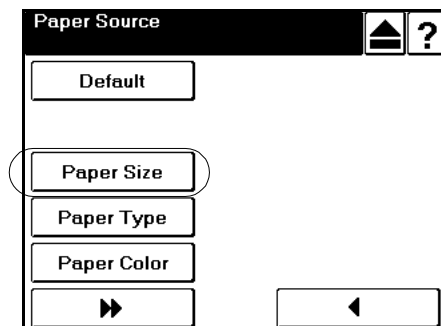 Paper Source
?
Default
Paper Size
Paper Type
Paper Color